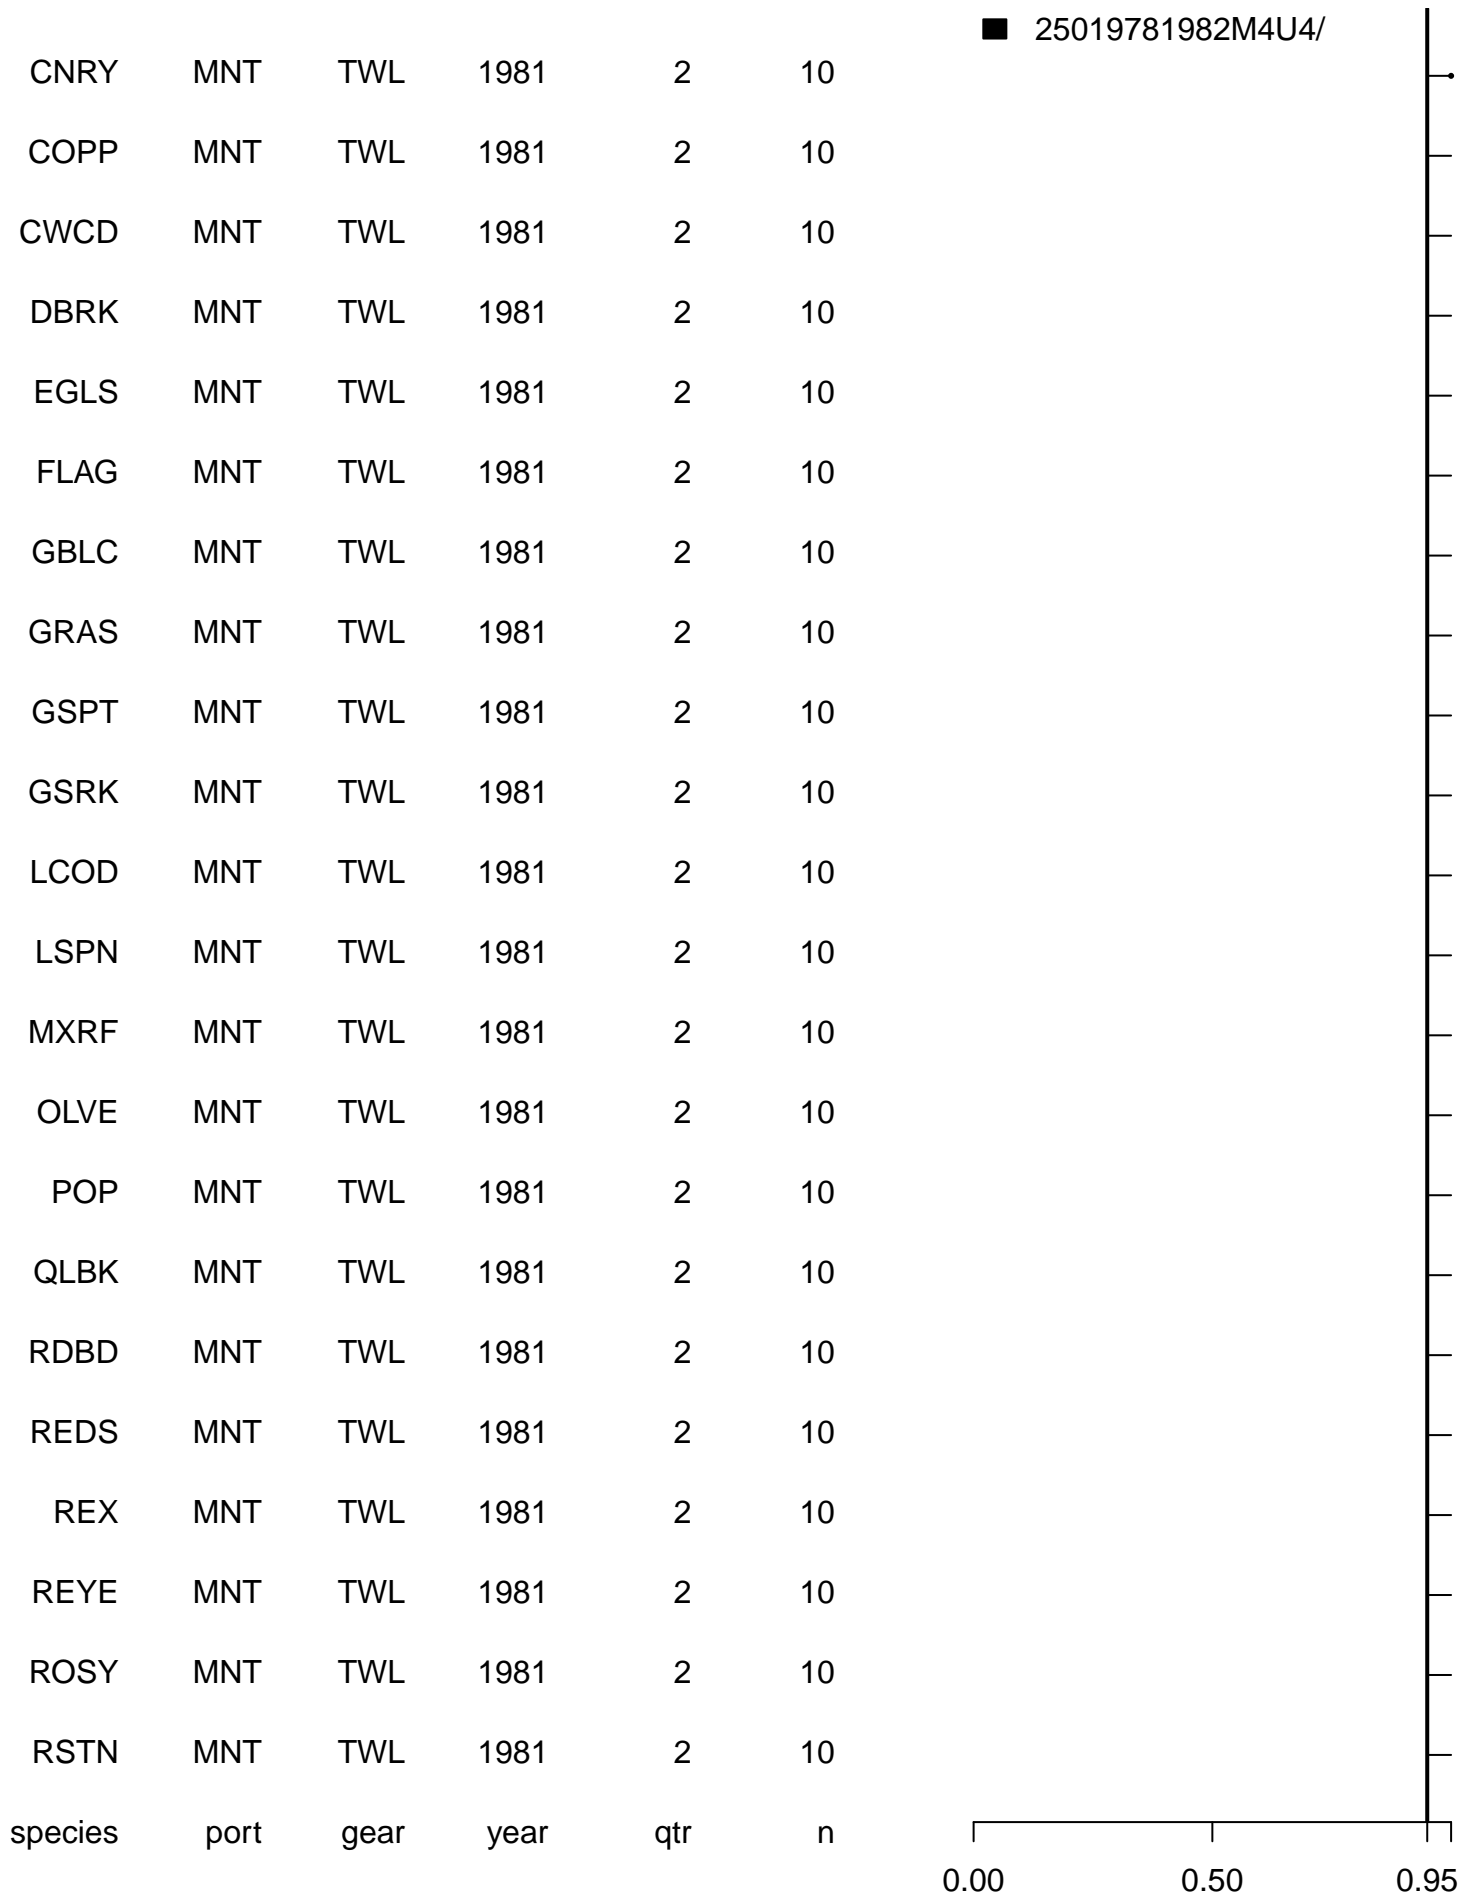 25019781982M4U4/
CNRY MNT TWL 1981 2 10
COPP MNT TWL 1981 2 10
CWCD MNT TWL 1981 2 10
DBRK MNT TWL 1981 2 10
EGLS MNT TWL 1981 2 10
FLAG MNT TWL 1981 2 10
GBLC MNT TWL 1981 2 10
GRAS MNT TWL 1981 2 10
GSPT MNT TWL 1981 2 10
GSRK MNT TWL 1981 2 10
LCOD MNT TWL 1981 2 10
LSPN MNT TWL 1981 2 10
MXRF MNT TWL 1981 2 10
OLVE MNT TWL 1981 2 10
POP MNT TWL 1981 2 10
QLBK MNT TWL 1981 2 10
RDBD MNT TWL 1981 2 10
REDS MNT TWL 1981 2 10
REX MNT TWL 1981 2 10
REYE MNT TWL 1981 2 10
ROSY MNT TWL 1981 2 10
RSTN MNT TWL 1981 2 10
species port gear year qtr n
0.00 0.50 0.95